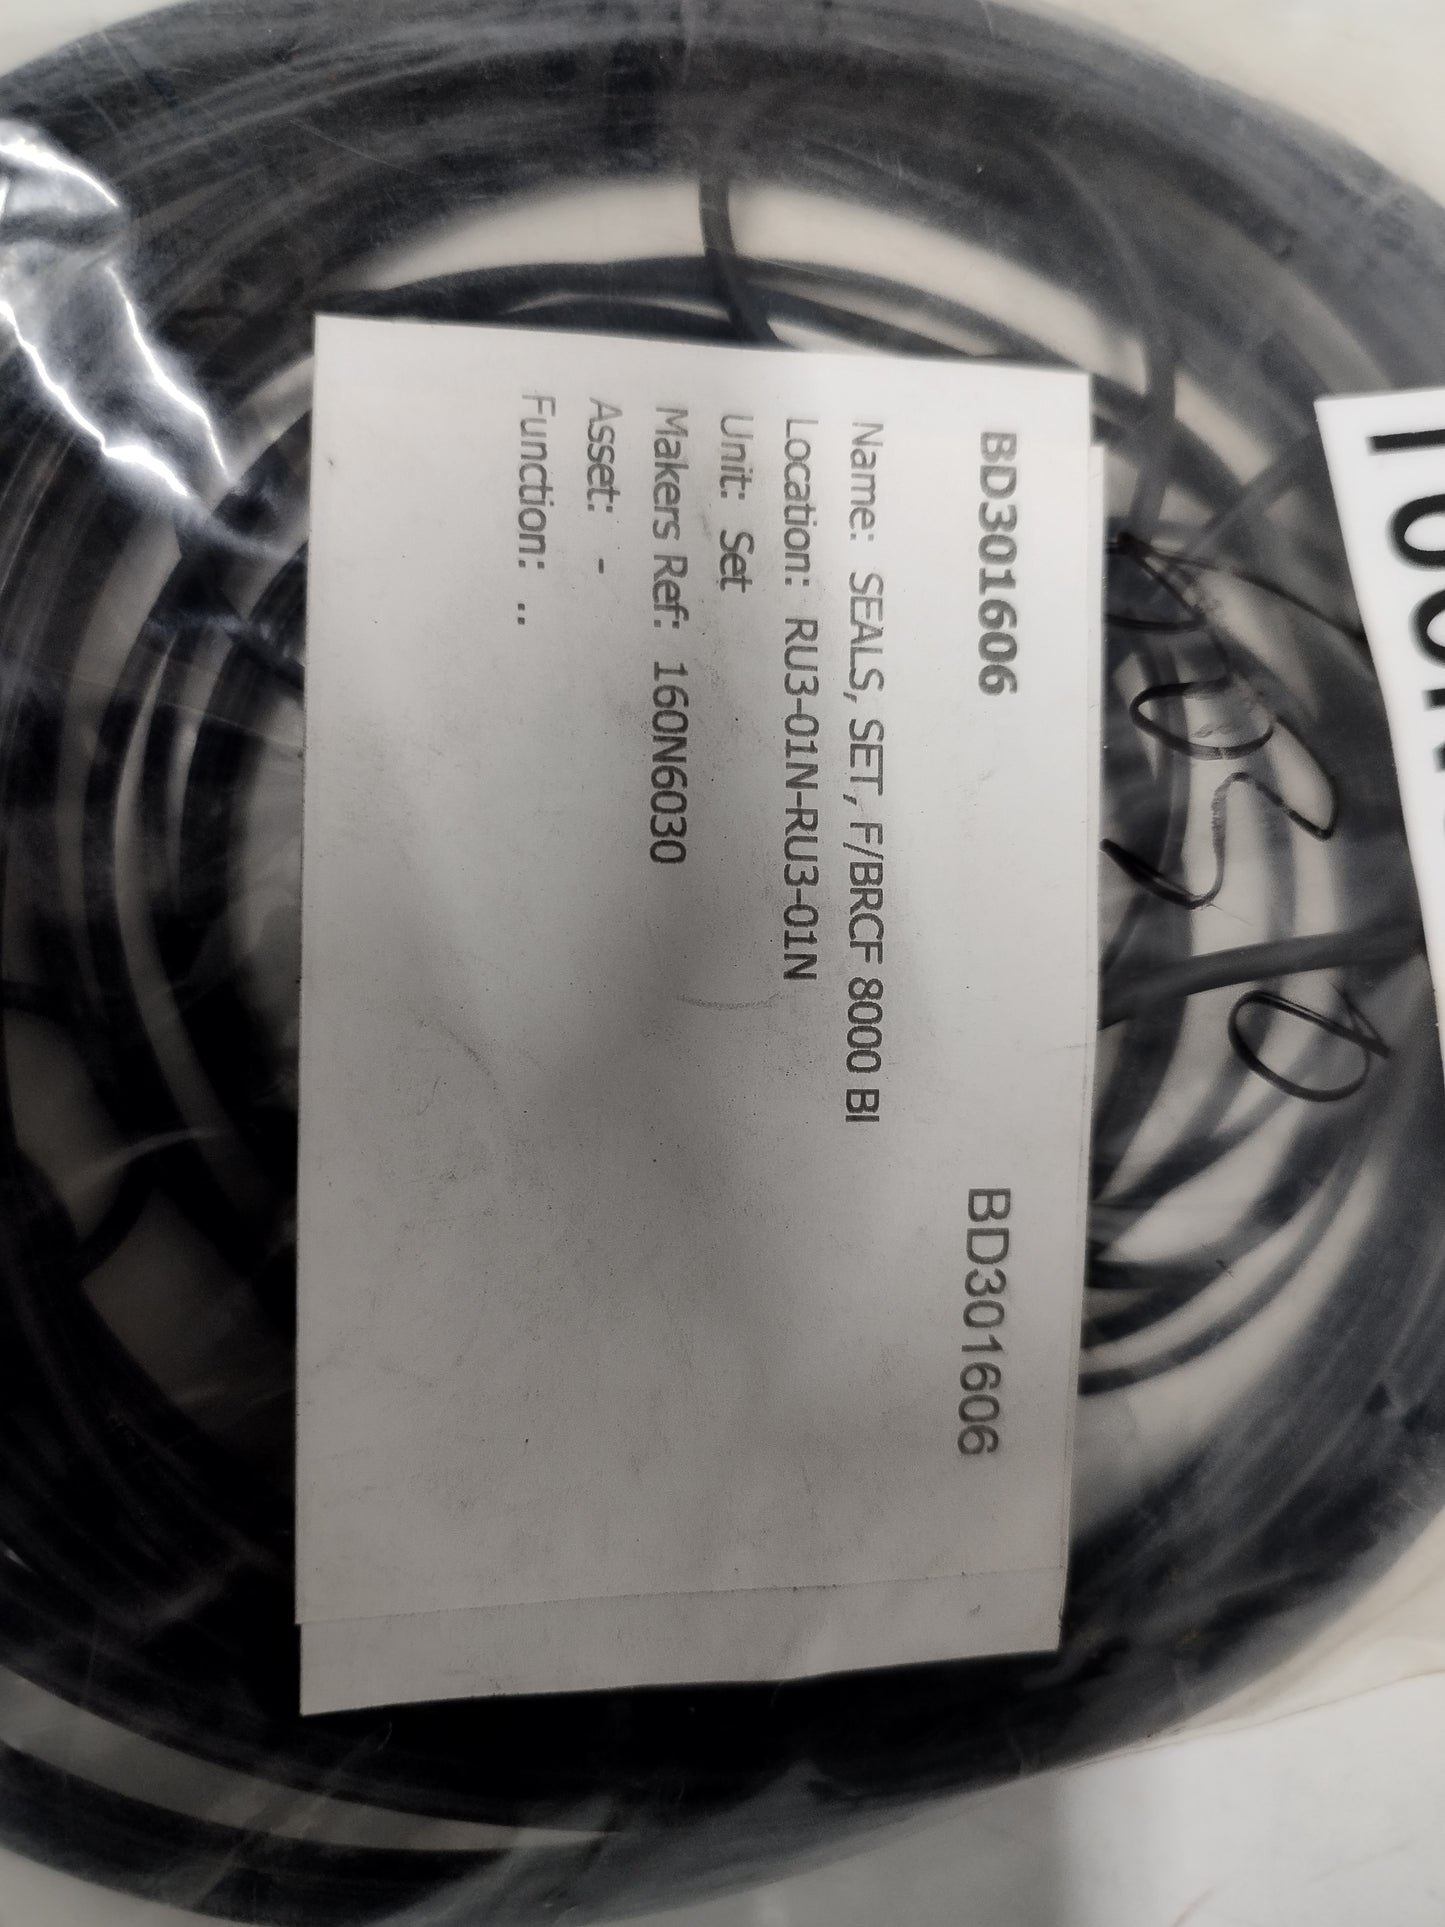 BD301606
BD301606
Name: SEALS, SET, F/BRCF 8000 BI
Location: RU3-01N-RU3-01N
Unit: Set
Makers Ref: 160N6030
Asset: -
Function: ..